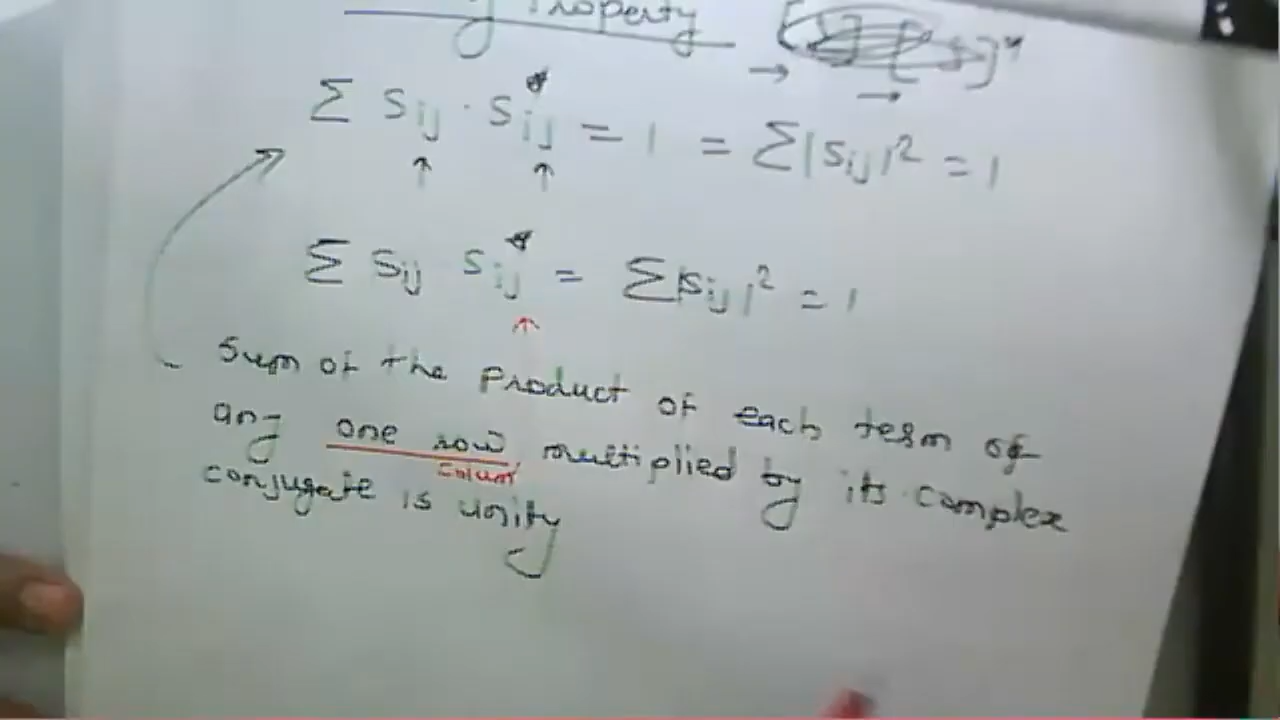 Property [S] [S]*
Σ Sij · Sij* = 1 = Σ|Sij|² = 1
Σ Sij Sij* = Σ|Sij|² = 1
Sum of the product of each term of
any one row multiplied by its complex
colum
conjugate is unity